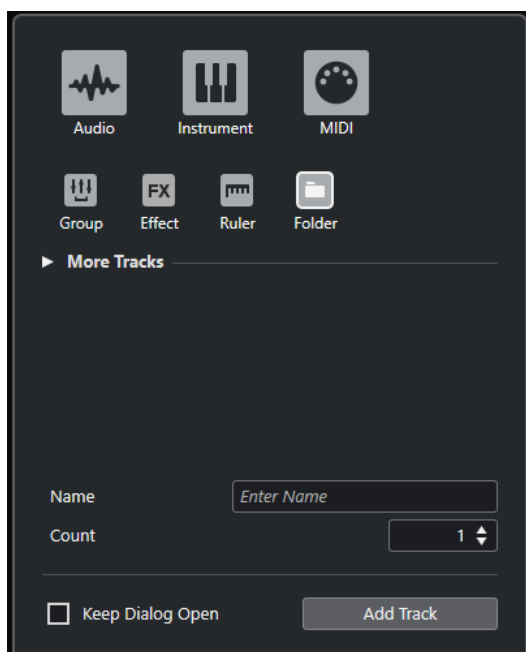 Audio Instrument MIDI
FX
Group Effect Ruler Folder
More Tracks
Name Enter Name
Count 1
Keep Dialog Open Add Track